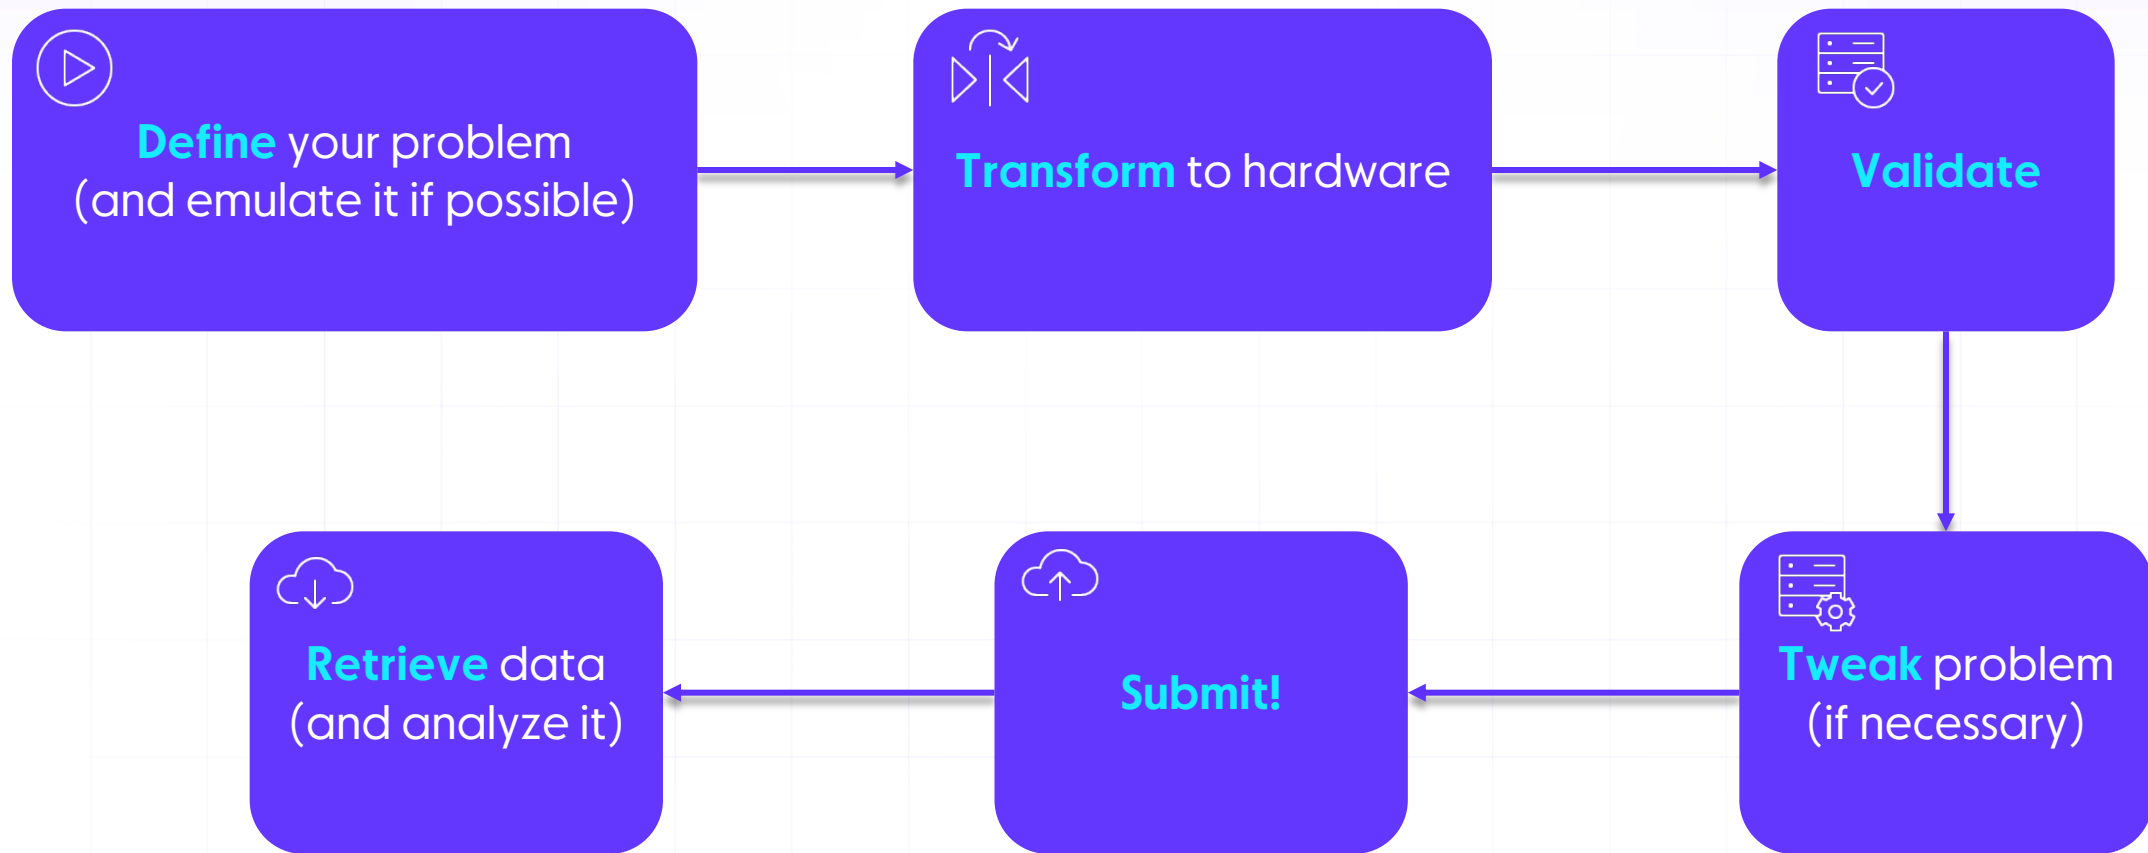 Define your problem
(and emulate it if possible)
Transform to hardware
Validate
Tweak problem
(if necessary)
Submit!
Retrieve data
(and analyze it)